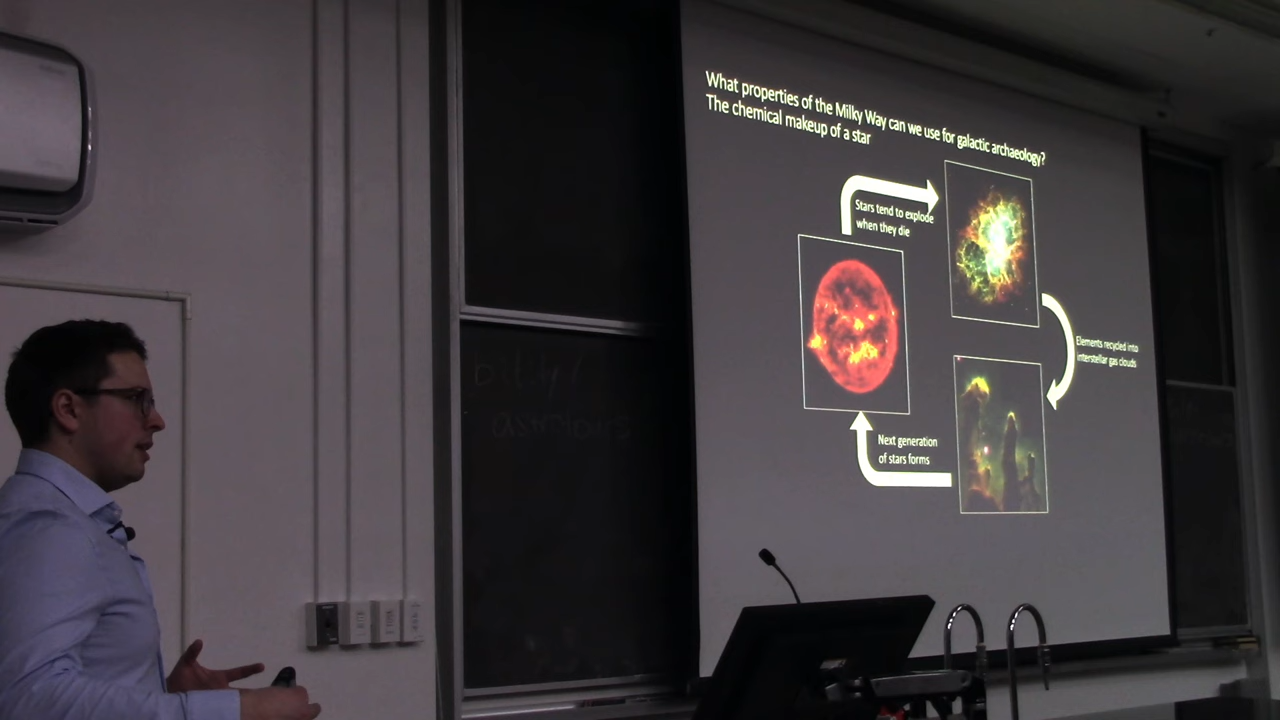 What properties of the Milky Way can we use for galactic archaeology?
The chemical makeup of a star
Stars tend to explode
when they die
Elements recycled into
interstellar gas clouds
Next generation
of stars forms
astrotours